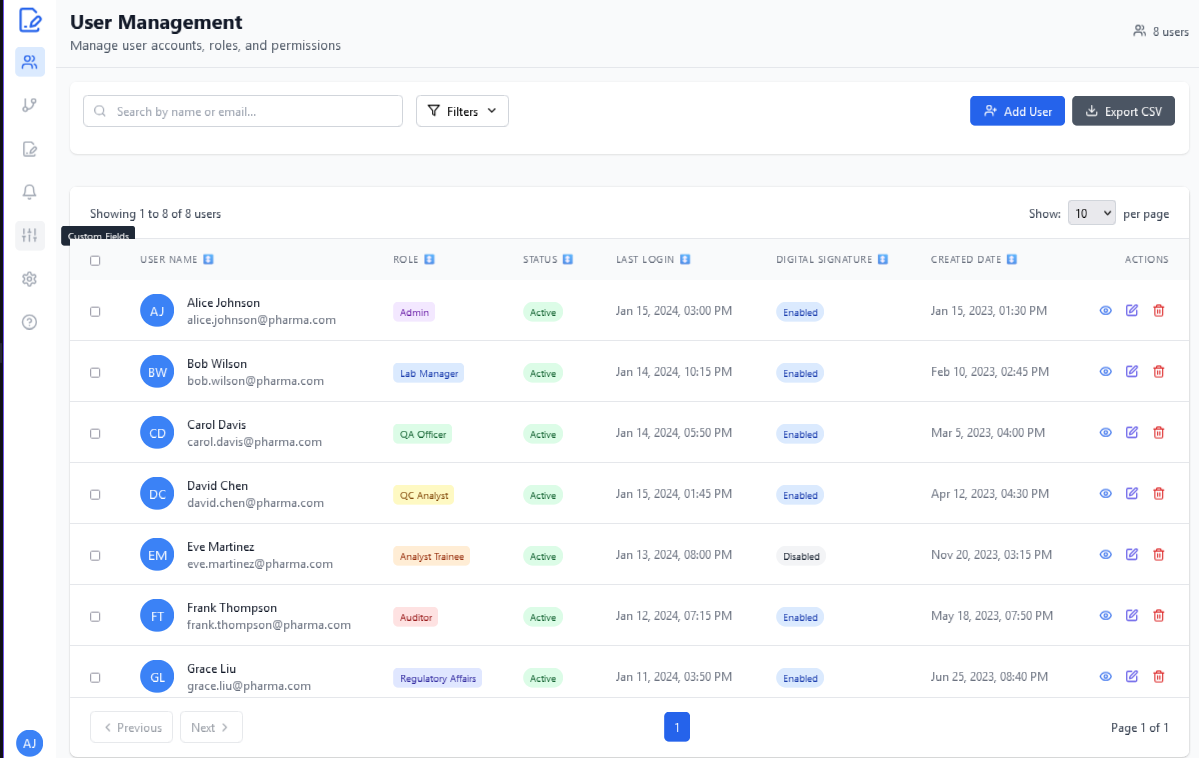 User Management
Manage user accounts, roles, and permissions
8 users
Search by name or email...
Filters
Add User
Export CSV
Showing 1 to 8 of 8 users
Show: 10 per page
Custom Fields
USER NAME ROLE STATUS LAST LOGIN DIGITAL SIGNATURE CREATED DATE ACTIONS
AJ Alice Johnson
alice.johnson@pharma.com
Admin Active Jan 15, 2024, 03:00 PM Enabled Jan 15, 2023, 01:30 PM
BW Bob Wilson
bob.wilson@pharma.com
Lab Manager Active Jan 14, 2024, 10:15 PM Enabled Feb 10, 2023, 02:45 PM
CD Carol Davis
carol.davis@pharma.com
QA Officer Active Jan 14, 2024, 05:50 PM Enabled Mar 5, 2023, 04:00 PM
DC David Chen
david.chen@pharma.com
QC Analyst Active Jan 15, 2024, 01:45 PM Enabled Apr 12, 2023, 04:30 PM
EM Eve Martinez
eve.martinez@pharma.com
Analyst Trainee Active Jan 13, 2024, 08:00 PM Disabled Nov 20, 2023, 03:15 PM
FT Frank Thompson
frank.thompson@pharma.com
Auditor Active Jan 12, 2024, 07:15 PM Enabled May 18, 2023, 07:50 PM
GL Grace Liu
grace.liu@pharma.com
Regulatory Affairs Active Jan 11, 2024, 03:50 PM Enabled Jun 25, 2023, 08:40 PM
Previous Next 1 Page 1 of 1
AJ